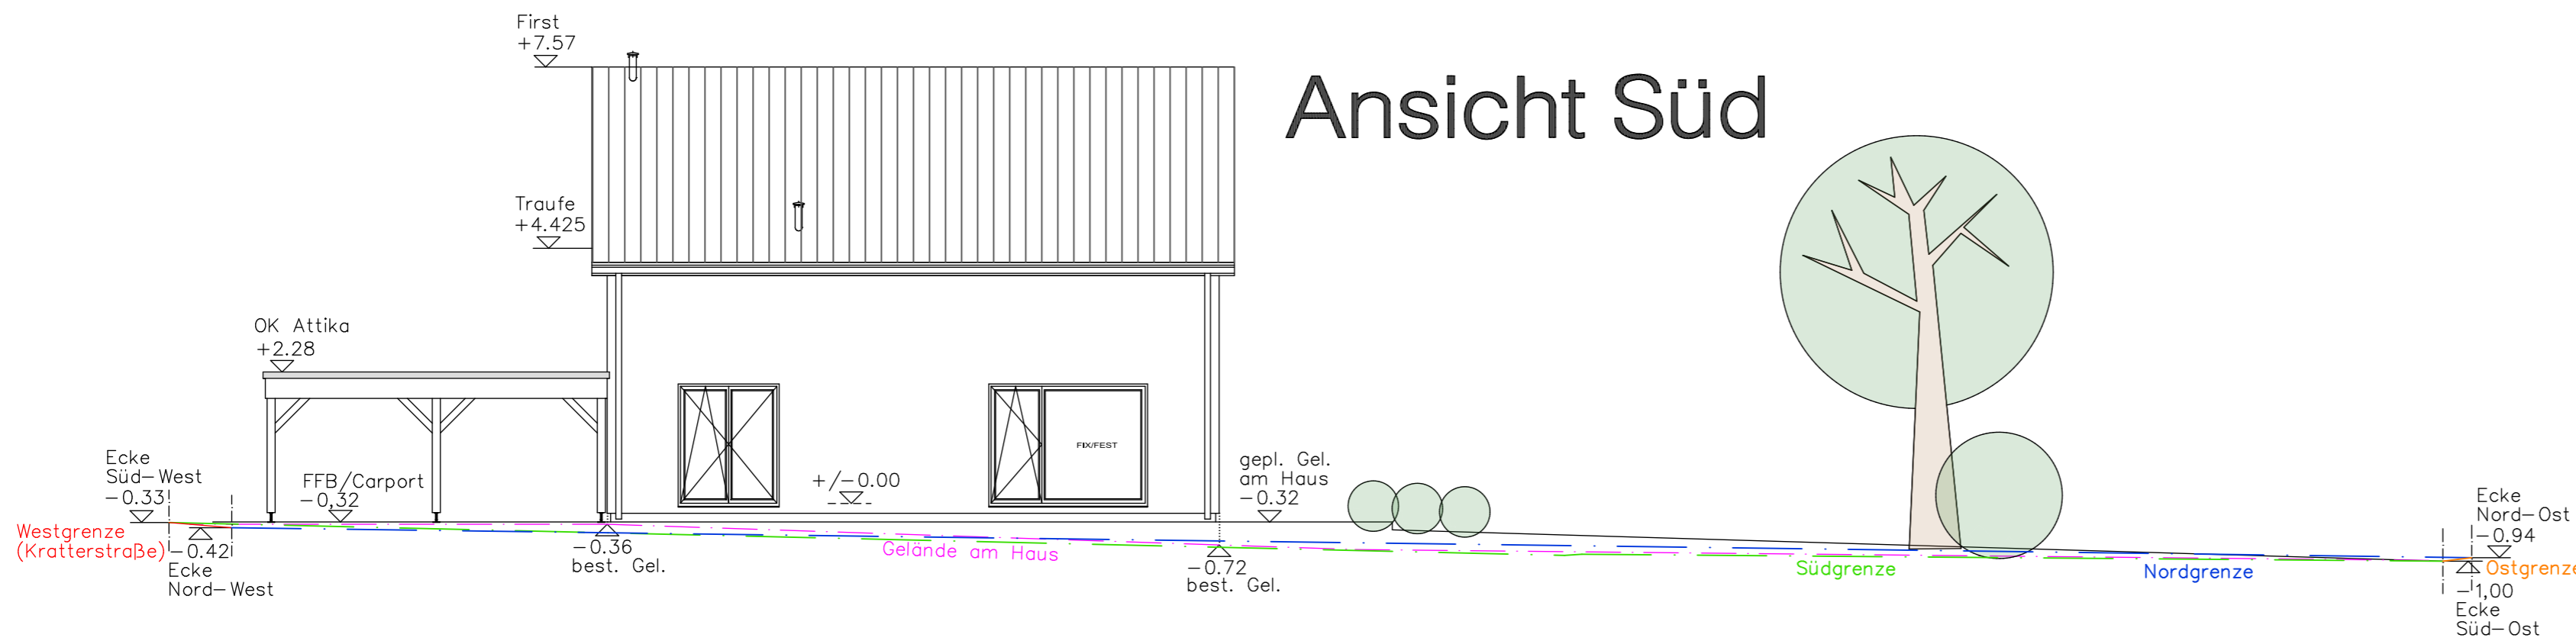 First
+7.57
Ansicht Süd
Traufe
+4.425
OK Attika
+2.28
Ecke
Süd-West
-0.33
FFB/Carport
-0,32
+/-0.00
FIX/FEST
gepl. Gel.
am Haus
-0.32
Ecke
Nord-Ost
-0.94
Westgrenze
(Kratterstraße)
-0.42
Ecke
Nord-West
-0.36
best. Gel.
Gelände am Haus
-0.72
best. Gel.
Südgrenze
Nordgrenze
Ostgrenze
-1,00
Ecke
Süd-Ost